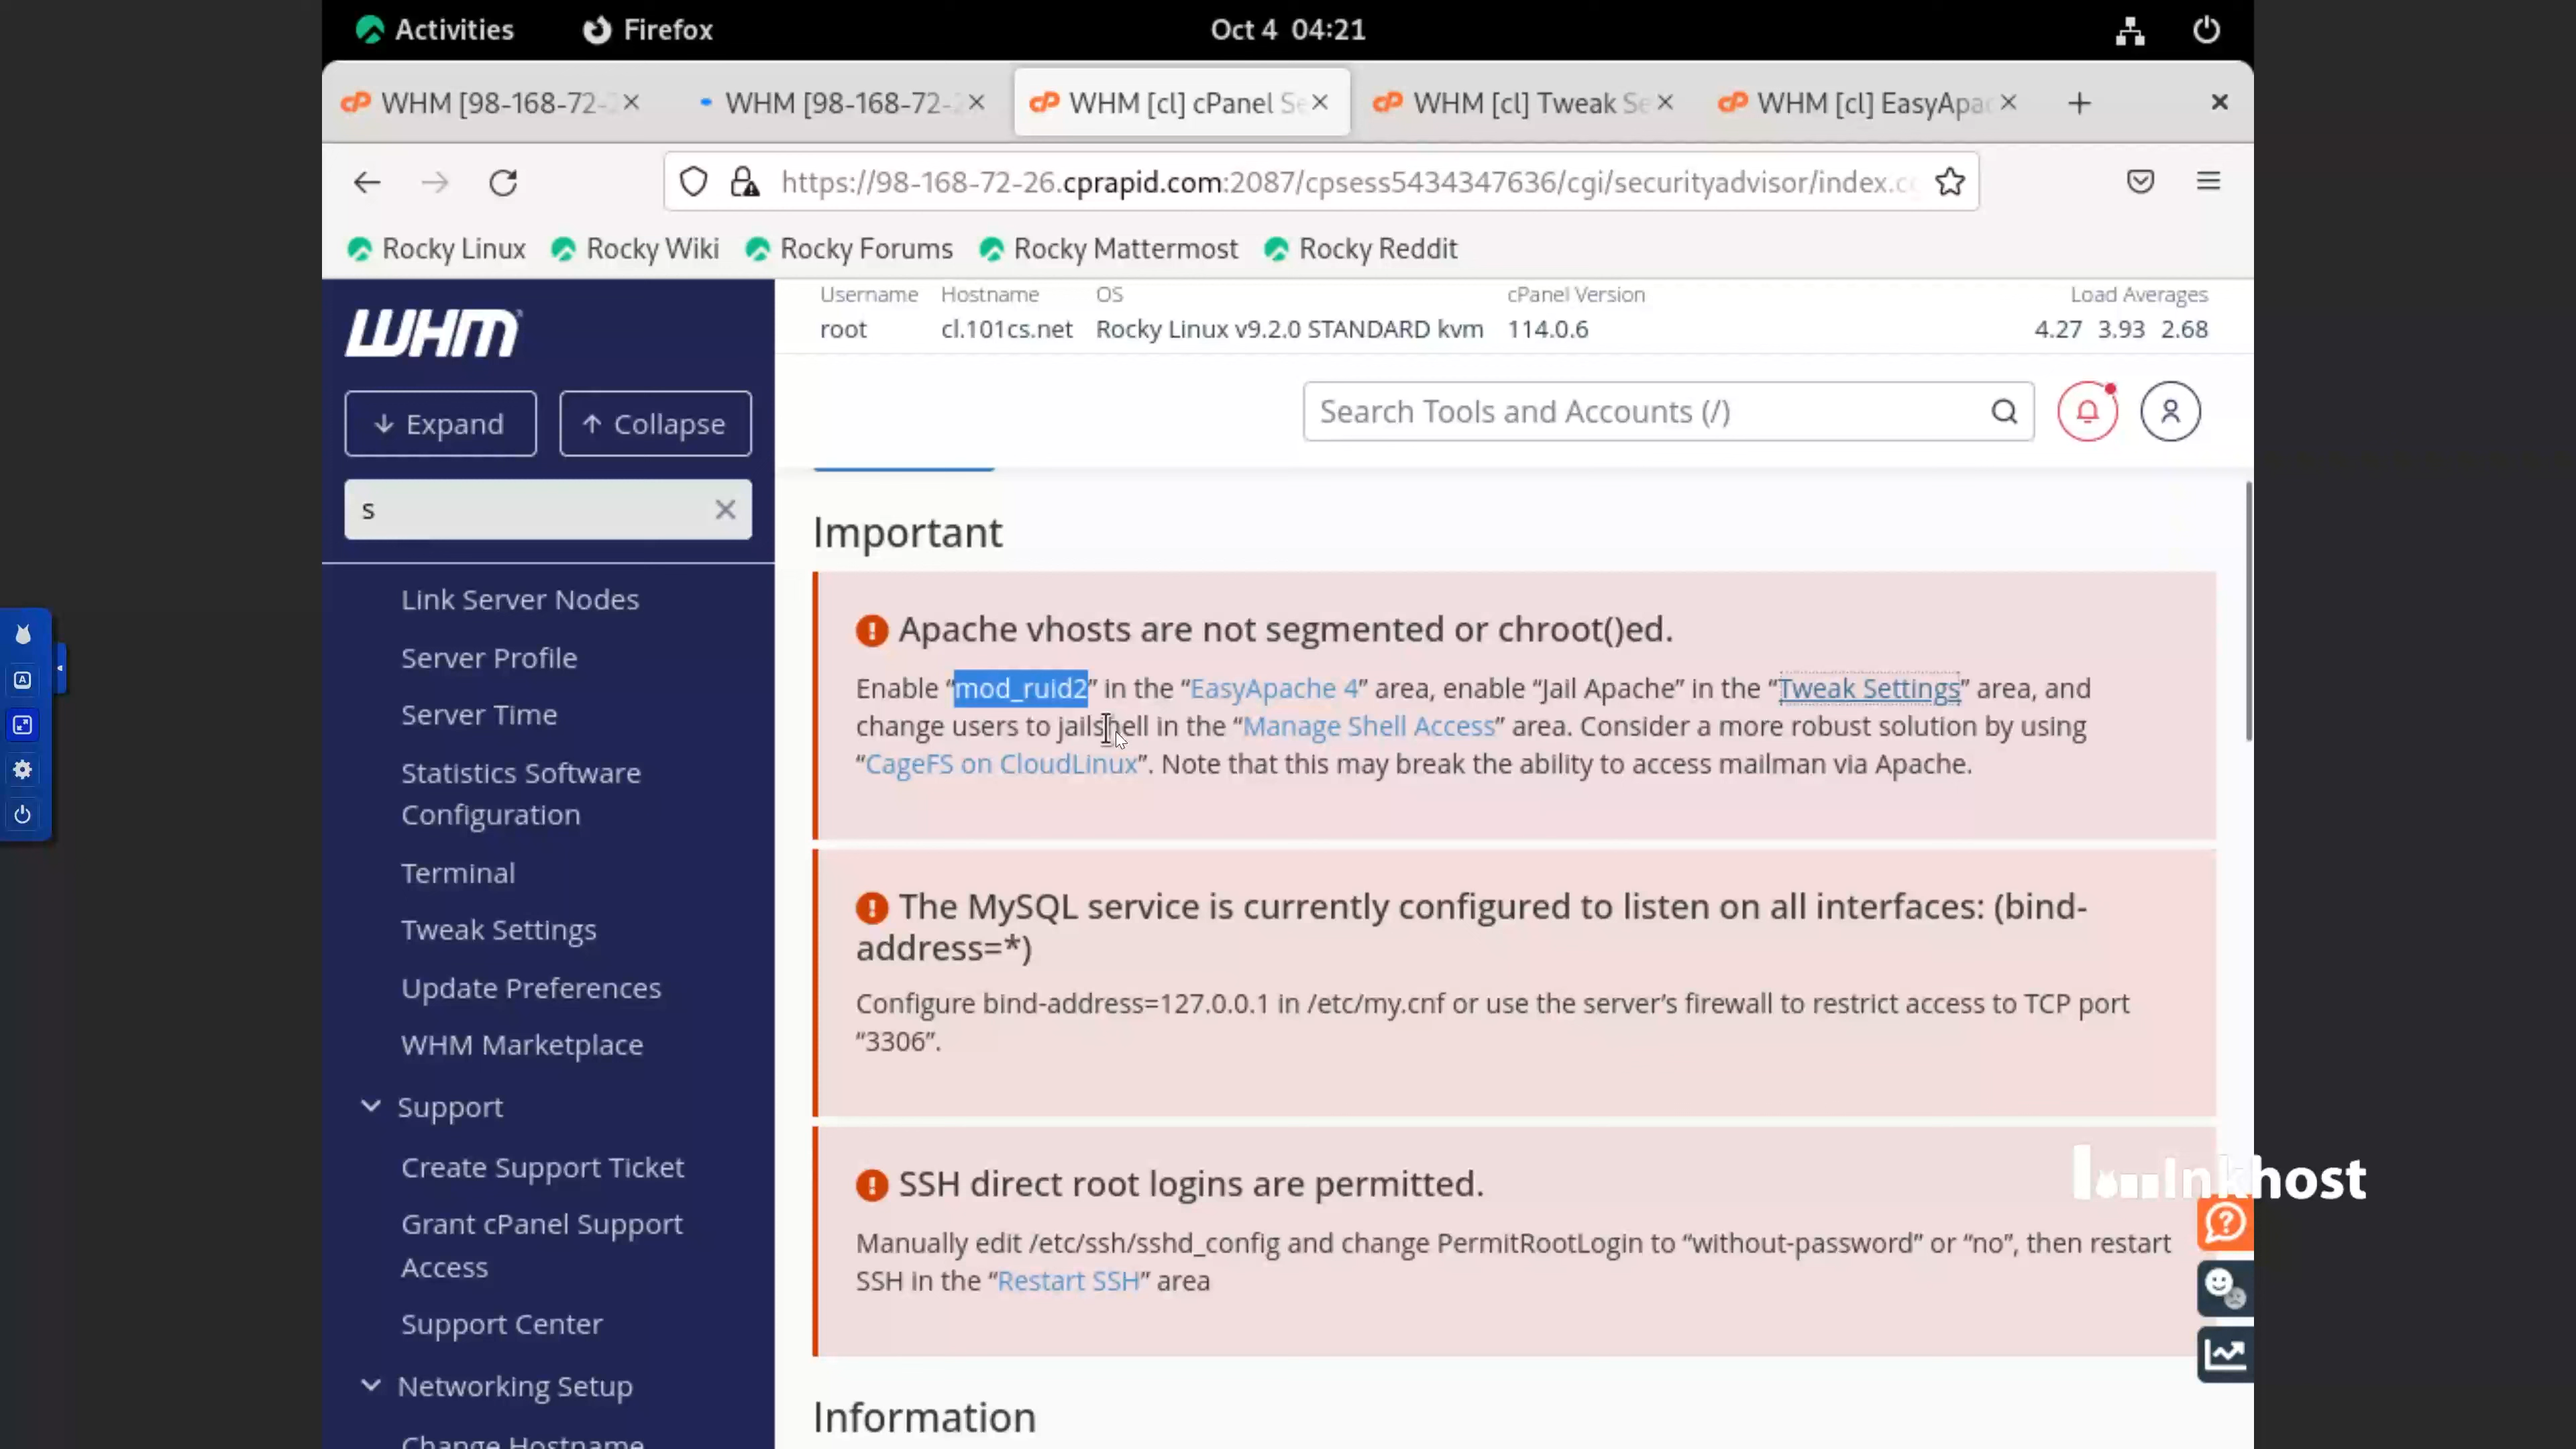 Activities
Firefox
Oct 4 04:21
WHM [98-168-72-
WHM [98-168-72-
WHM [cl] cPanel Se
WHM [cl] Tweak Se
WHM [cl] EasyApac
https://98-168-72-26.cprapid.com:2087/cpsess5434347636/cgi/securityadvisor/index.c
Rocky Linux
Rocky Wiki
Rocky Forums
Rocky Mattermost
Rocky Reddit
WHM
Expand
Collapse
s
Link Server Nodes
Server Profile
Server Time
Statistics Software
Configuration
Terminal
Tweak Settings
Update Preferences
WHM Marketplace
Support
Create Support Ticket
Grant cPanel Support
Access
Support Center
Networking Setup
Change Hostname
Username Hostname OS cPanel Version Load Averages
root cl.101cs.net Rocky Linux v9.2.0 STANDARD kvm 114.0.6 4.27 3.93 2.68
Search Tools and Accounts (/)
Important
Apache vhosts are not segmented or chroot()ed.
Enable “mod_ruid2” in the “EasyApache 4” area, enable “Jail Apache” in the “Tweak Settings” area, and
change users to jailshell in the “Manage Shell Access” area. Consider a more robust solution by using
“CageFS on CloudLinux”. Note that this may break the ability to access mailman via Apache.
The MySQL service is currently configured to listen on all interfaces: (bind-
address=*)
Configure bind-address=127.0.0.1 in /etc/my.cnf or use the server’s firewall to restrict access to TCP port
“3306”.
SSH direct root logins are permitted.
Manually edit /etc/ssh/sshd_config and change PermitRootLogin to “without-password” or “no”, then restart
SSH in the “Restart SSH” area
Inkhost
Information